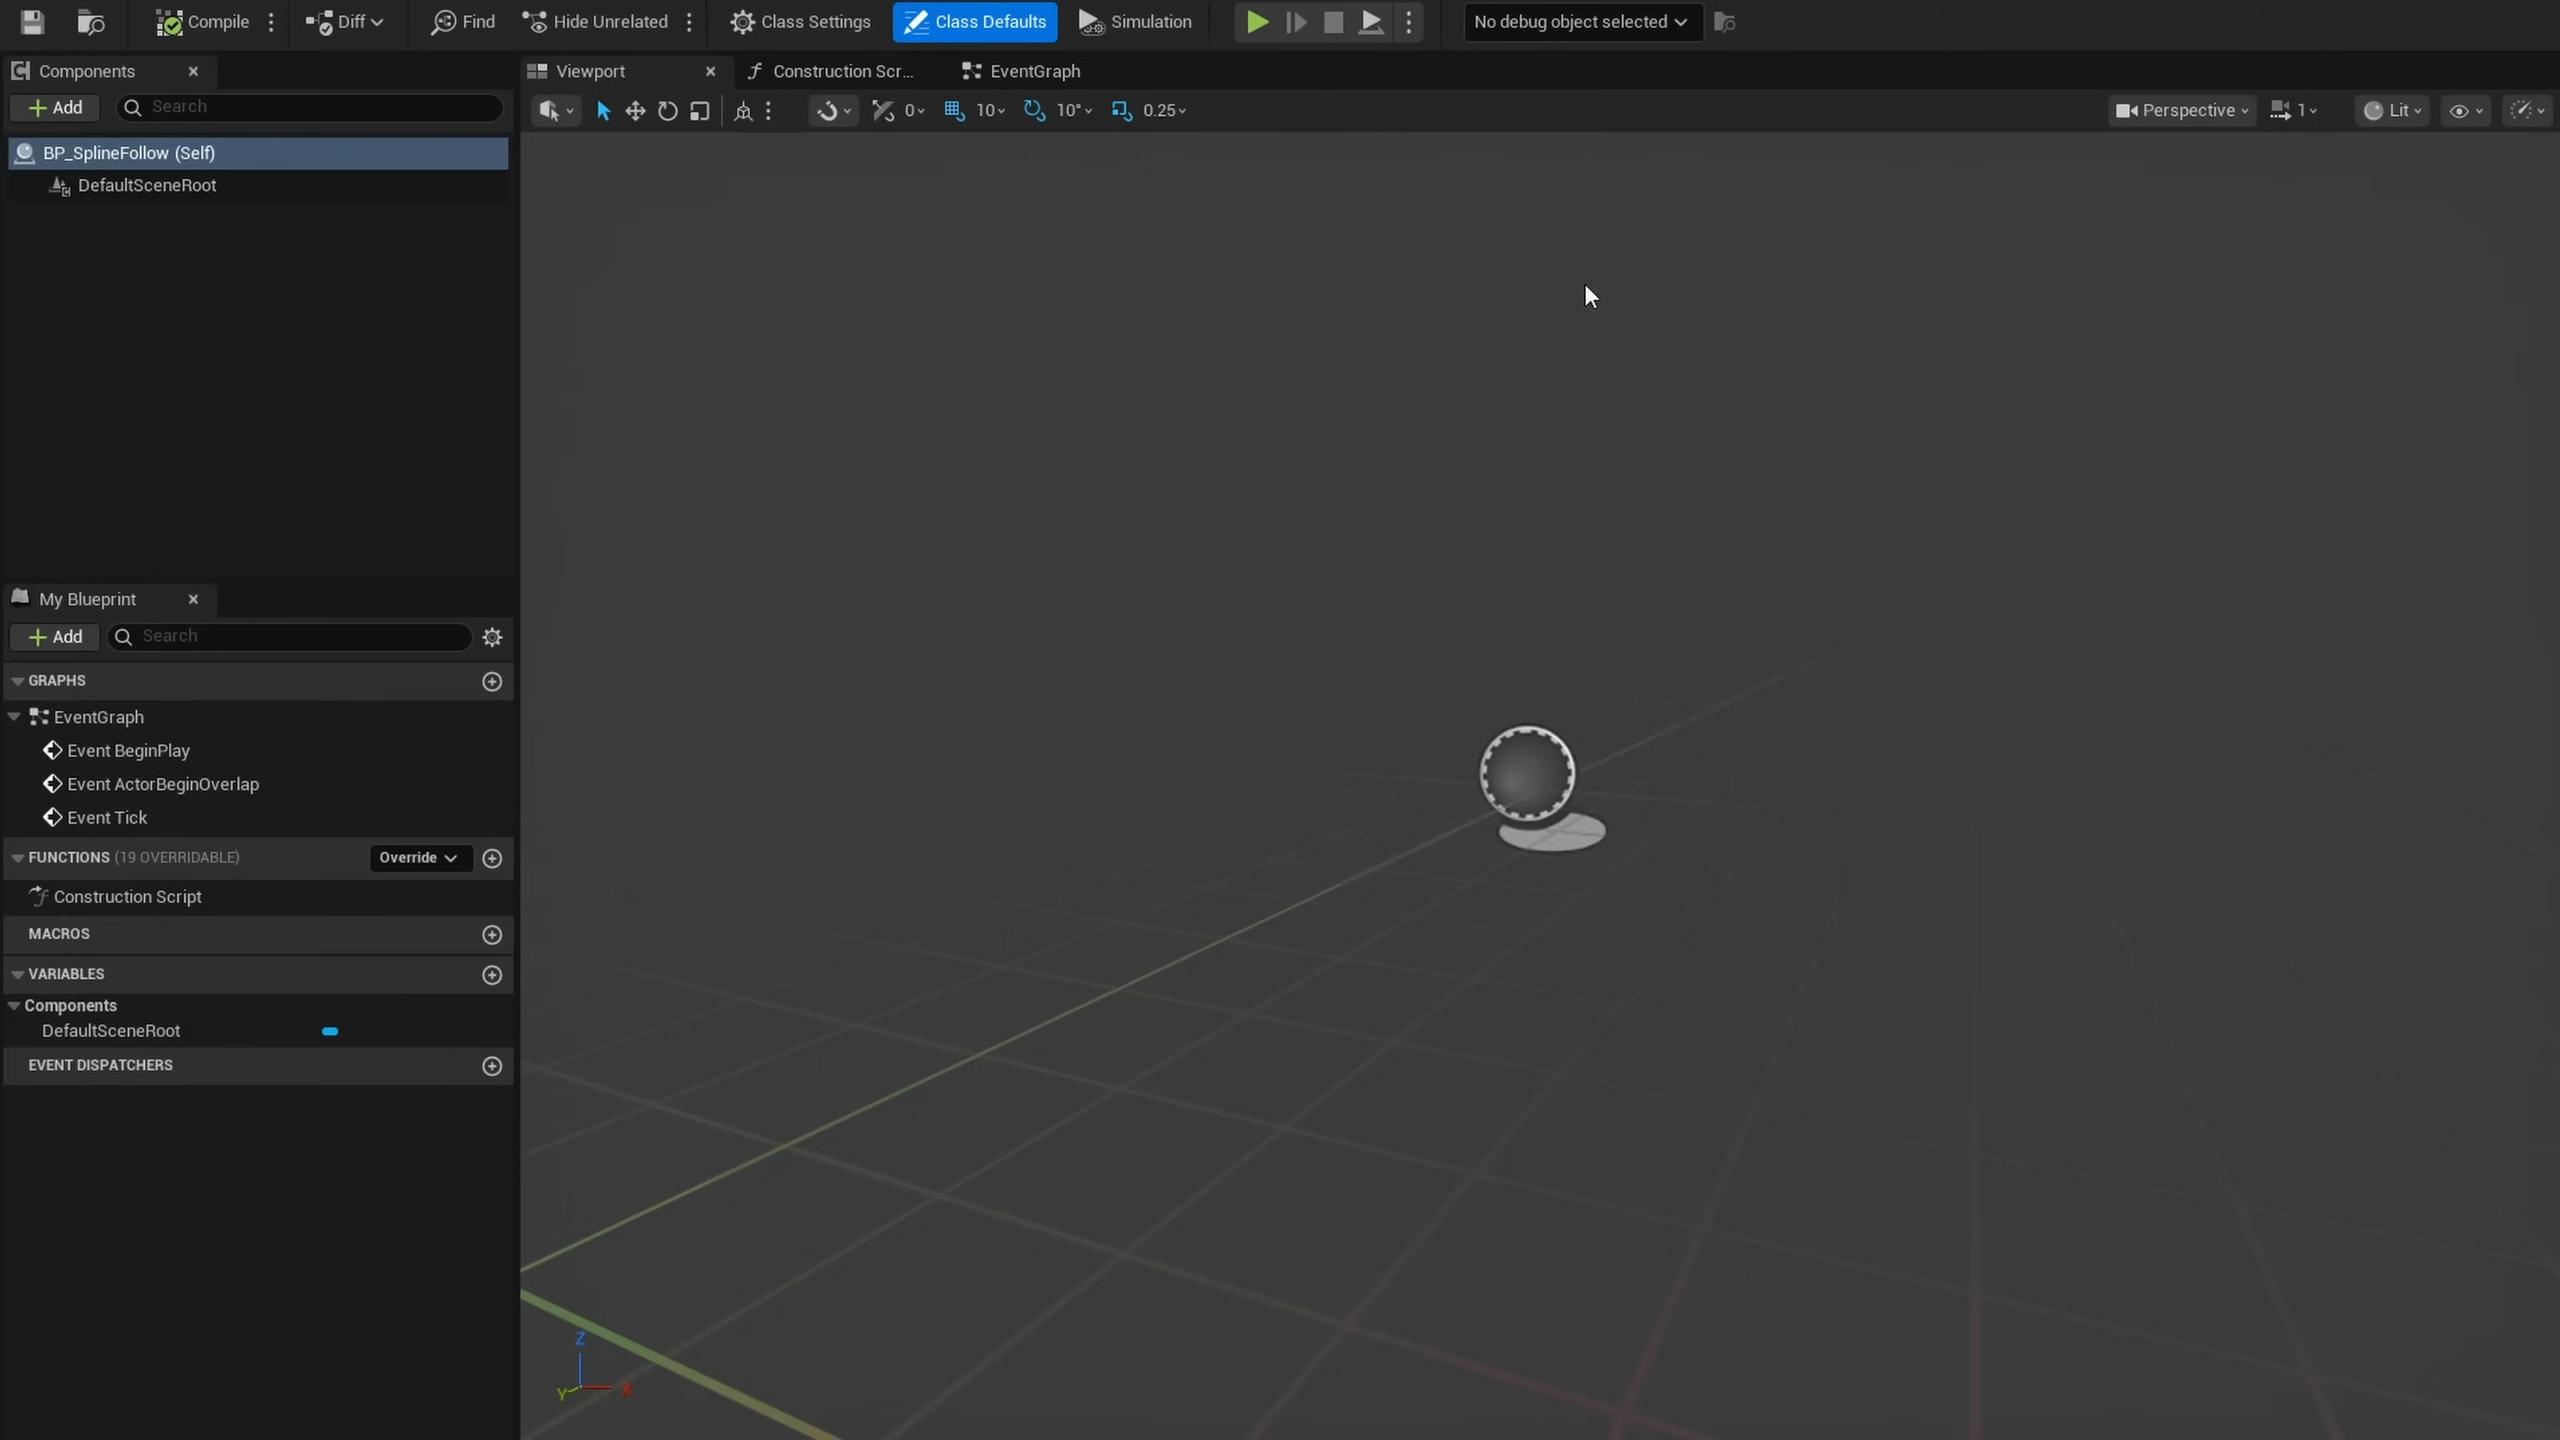 Compile
Diff
Find
Hide Unrelated
Class Settings
Class Defaults
Simulation
No debug object selected
Components
Viewport
Construction Scr...
EventGraph
Add
Search
0
10
10°
0.25
Perspective
1
Lit
BP_SplineFollow (Self)
DefaultSceneRoot
My Blueprint
Add
Search
GRAPHS
EventGraph
Event BeginPlay
Event ActorBeginOverlap
Event Tick
FUNCTIONS (19 OVERRIDABLE)
Override
Construction Script
MACROS
VARIABLES
Components
DefaultSceneRoot
EVENT DISPATCHERS
Z
Y
X